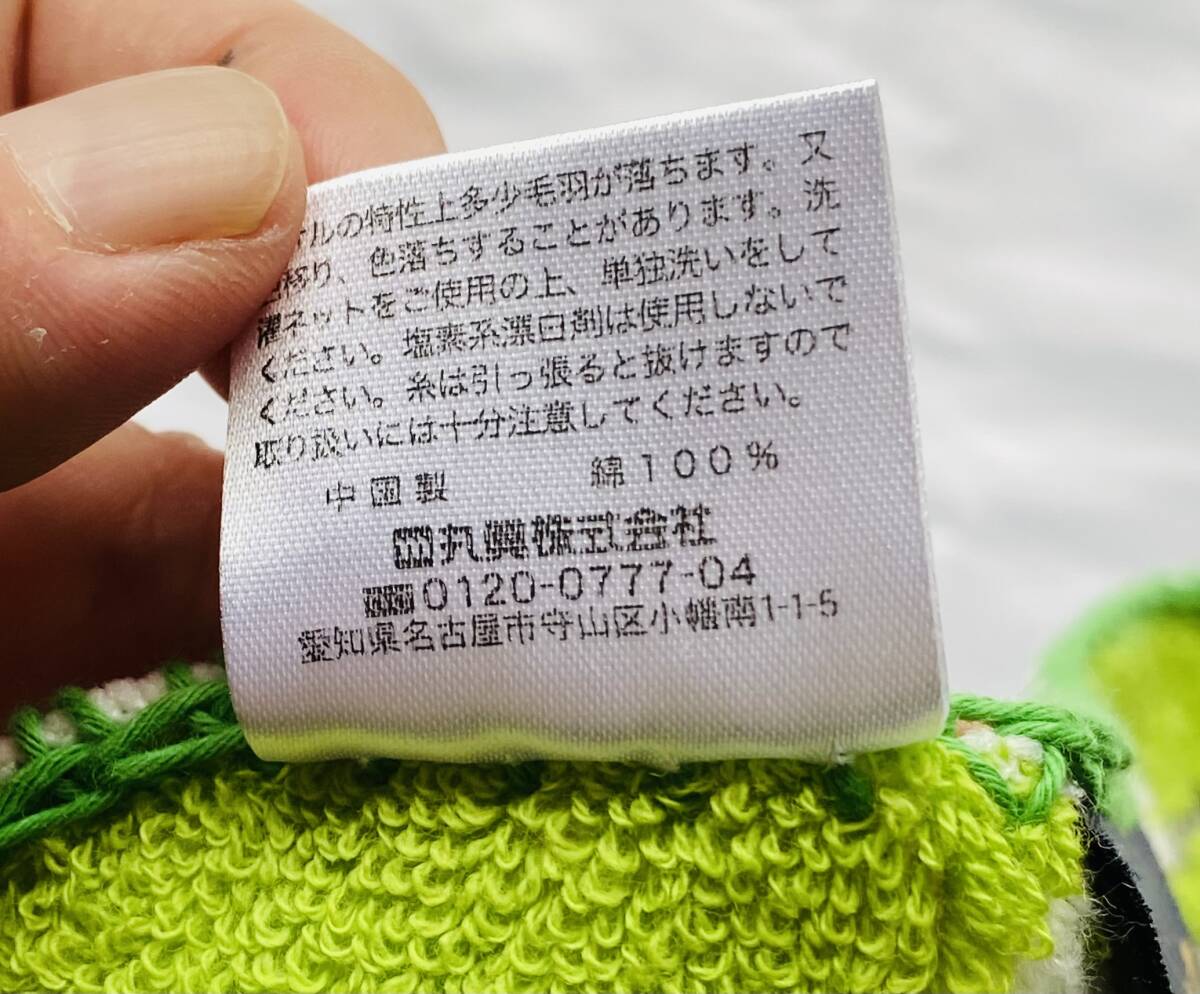 ルの特性上多少毛羽が落ちます。又
移り、色落ちすることがあります。洗
濯ネットをご使用の上、単独洗いをして
ください。塩素系漂白剤は使用しないで
ください。糸は引っ張ると抜けますので
取り扱いには十分注意してください。
中国製 綿100%
丸眞株式会社
0120-0777-04
愛知県名古屋市守山区小幡南1-1-5